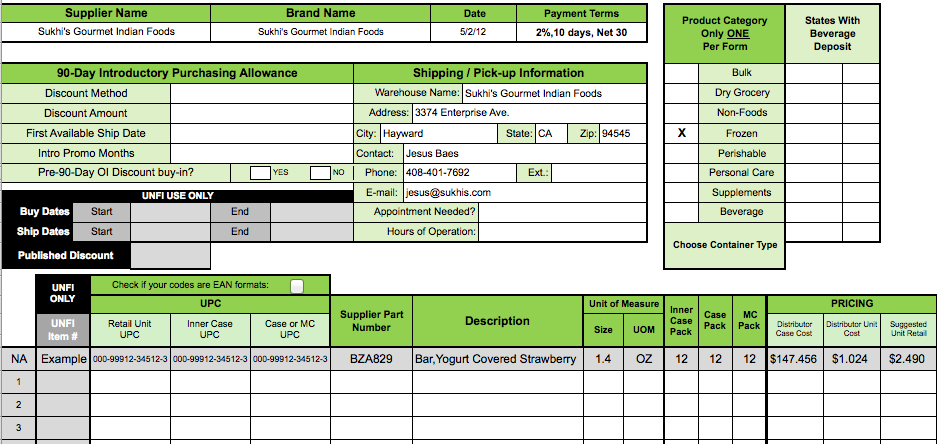 Supplier Name Brand Name Date Payment Terms
Sukhi's Gourmet Indian Foods Sukhi's Gourmet Indian Foods 5/2/12 2%,10 days, Net 30
Product Category
Only ONE
Per Form
States With
Beverage
Deposit
90-Day Introductory Purchasing Allowance Shipping / Pick-up Information
Discount Method Warehouse Name: Sukhi's Gourmet Indian Foods
Discount Amount Address: 3374 Enterprise Ave.
First Available Ship Date City: Hayward State: CA Zip: 94545
Intro Promo Months Contact: Jesus Baes
Pre-90-Day OI Discount buy-in? YES NO Phone: 408-401-7692 Ext.:
UNFI USE ONLY E-mail: jesus@sukhis.com
Buy Dates Start End Appointment Needed?
Ship Dates Start End Hours of Operation:
Published Discount
Bulk
Dry Grocery
Non-Foods
X Frozen
Perishable
Personal Care
Supplements
Beverage
Choose Container Type
UNFI
ONLY
Check if your codes are EAN formats:
UPC
UNFI
Item #
Retail Unit
UPC
Inner Case
UPC
Case or MC
UPC
Supplier Part
Number
Description
Unit of Measure
Size UOM
Inner
Case
Pack
Case
Pack
MC
Pack
PRICING
Distributor
Case Cost
Distributor Unit
Cost
Suggested
Unit Retail
NA Example 000-99912-34512-3 000-99912-34512-3 000-99912-34512-3 BZA829 Bar,Yogurt Covered Strawberry 1.4 OZ 12 12 12 $147.456 $1.024 $2.490
1
2
3